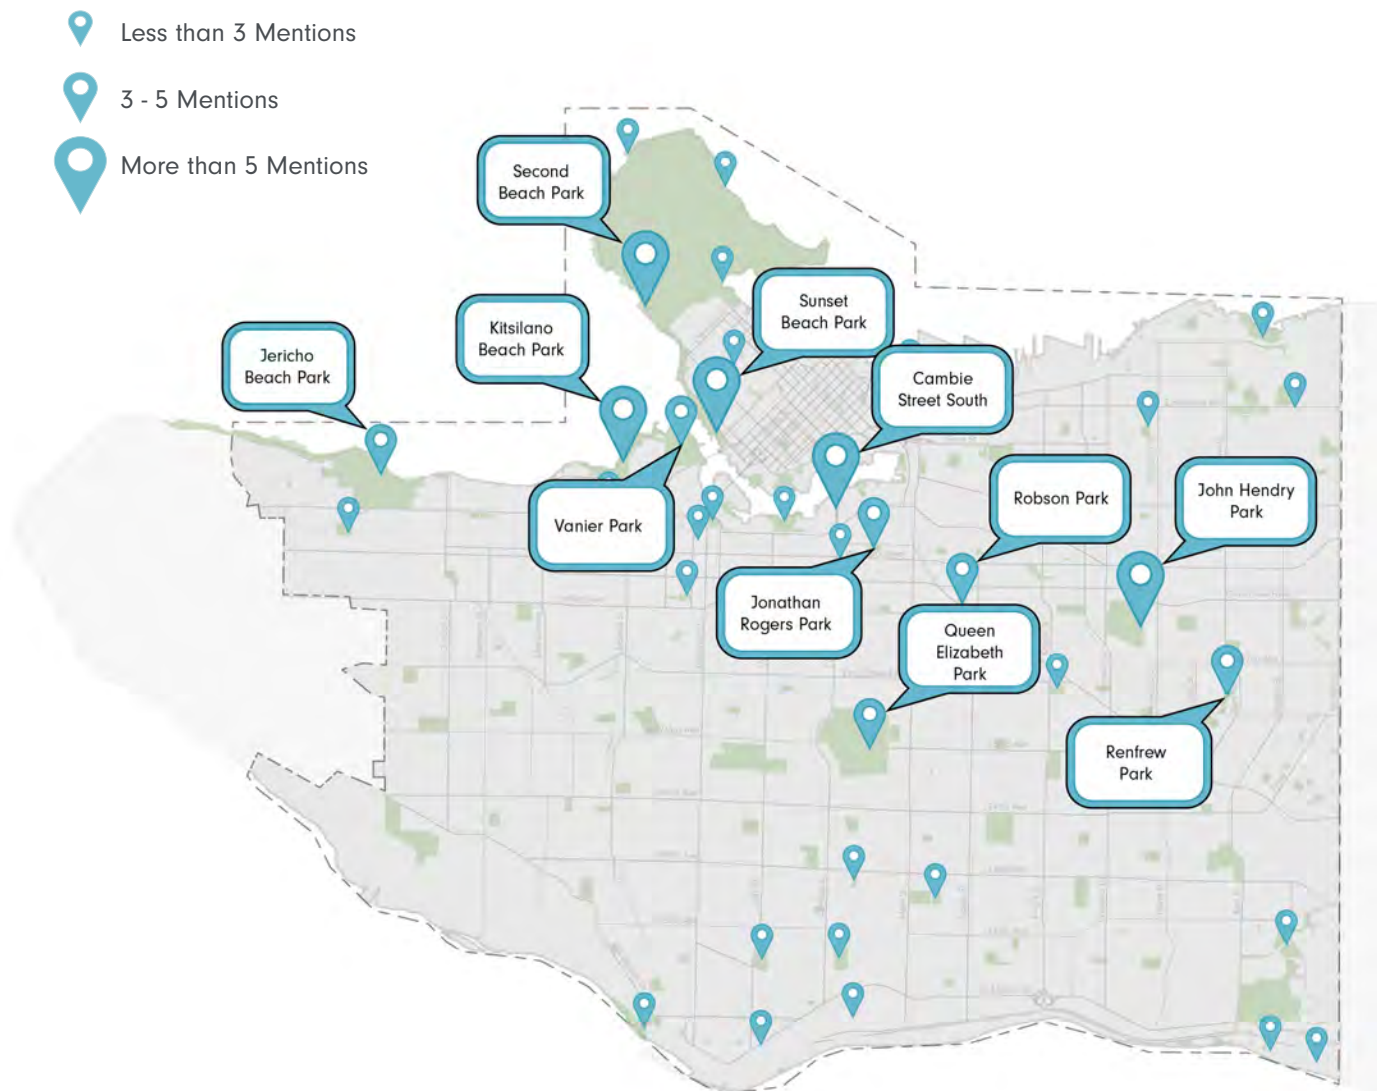 Less than 3 Mentions
3 - 5 Mentions
More than 5 Mentions
Second
Beach Park
Sunset
Beach Park
Kitsilano
Beach Park
Jericho
Beach Park
Cambie
Street South
Vanier Park
Robson Park
John Hendry
Park
Jonathan
Rogers Park
Queen
Elizabeth
Park
Renfrew
Park